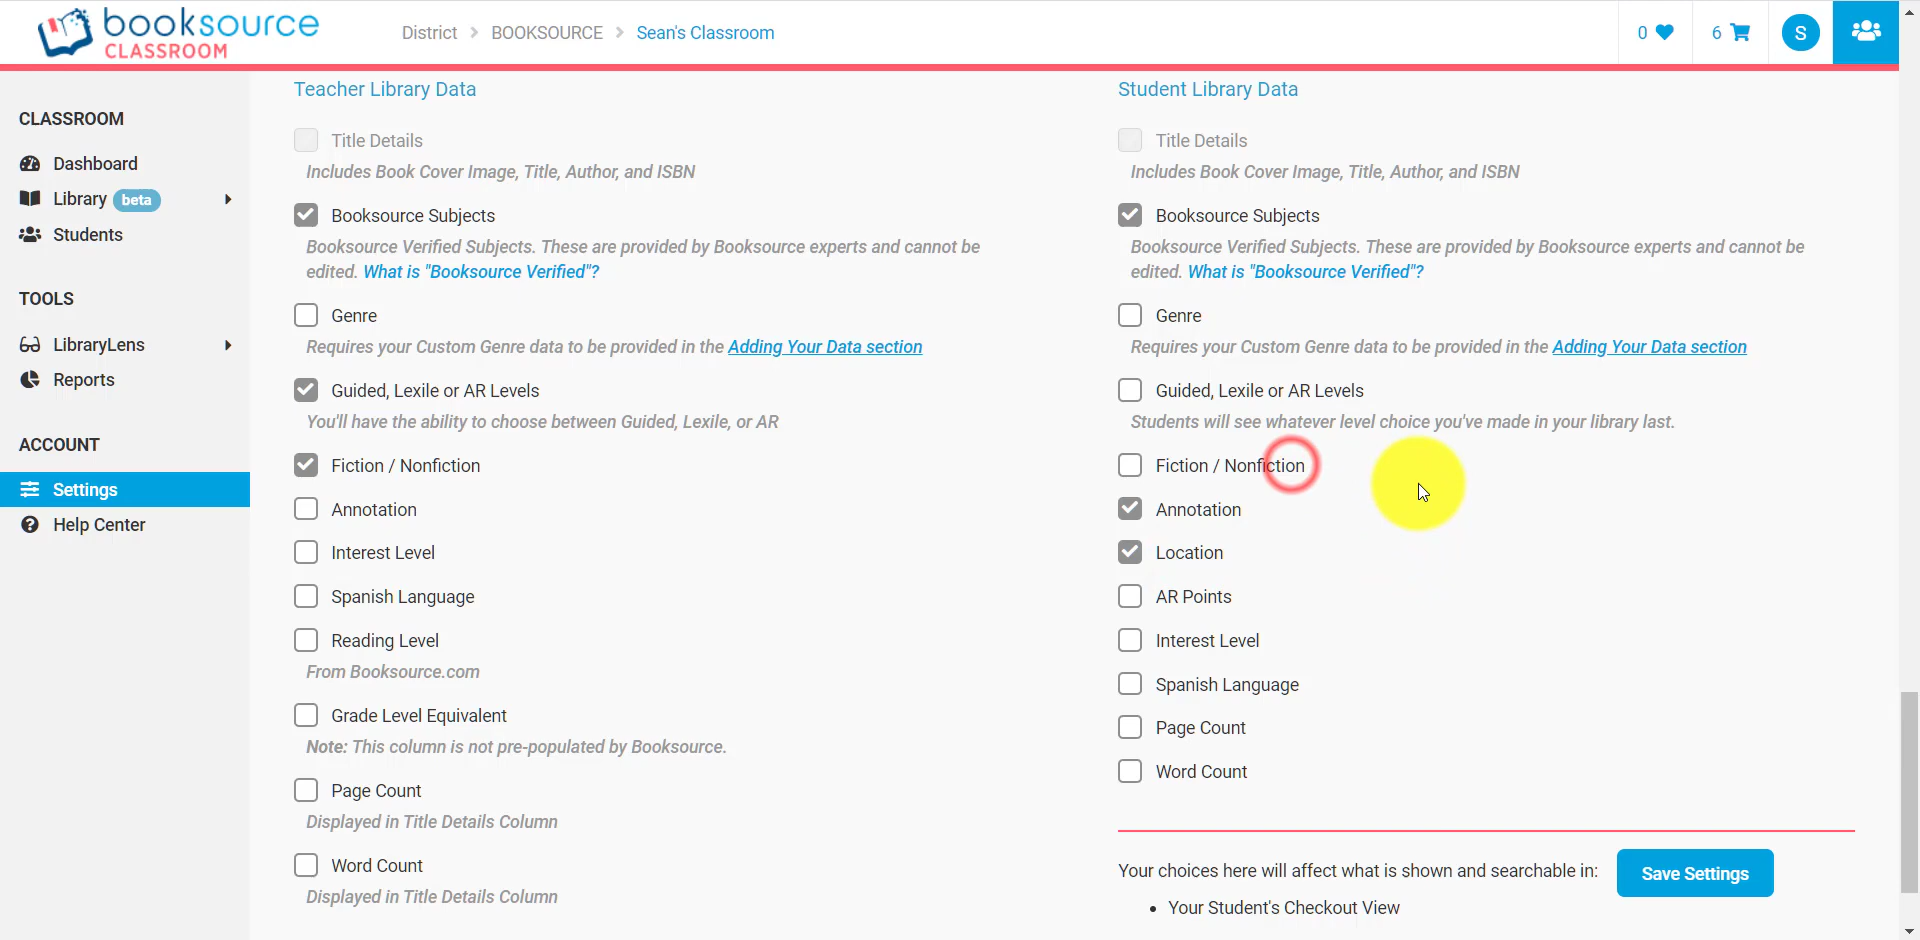 booksource
CLASSROOM
District BOOKSOURCE Sean's Classroom
0 6 S
CLASSROOM
Dashboard
Library beta
Students
TOOLS
LibraryLens
Reports
ACCOUNT
Settings
Help Center
Teacher Library Data
Title Details
Includes Book Cover Image, Title, Author, and ISBN
Booksource Subjects
Booksource Verified Subjects. These are provided by Booksource experts and cannot be
edited. What is "Booksource Verified"?
Genre
Requires your Custom Genre data to be provided in the Adding Your Data section
Guided, Lexile or AR Levels
You'll have the ability to choose between Guided, Lexile, or AR
Fiction / Nonfiction
Annotation
Interest Level
Spanish Language
Reading Level
From Booksource.com
Grade Level Equivalent
Note: This column is not pre-populated by Booksource.
Page Count
Displayed in Title Details Column
Word Count
Displayed in Title Details Column
Student Library Data
Title Details
Includes Book Cover Image, Title, Author, and ISBN
Booksource Subjects
Booksource Verified Subjects. These are provided by Booksource experts and cannot be
edited. What is "Booksource Verified"?
Genre
Requires your Custom Genre data to be provided in the Adding Your Data section
Guided, Lexile or AR Levels
Students will see whatever level choice you've made in your library last.
Fiction / Nonfiction
Annotation
Location
AR Points
Interest Level
Spanish Language
Page Count
Word Count
Your choices here will affect what is shown and searchable in: Save Settings
• Your Student's Checkout View